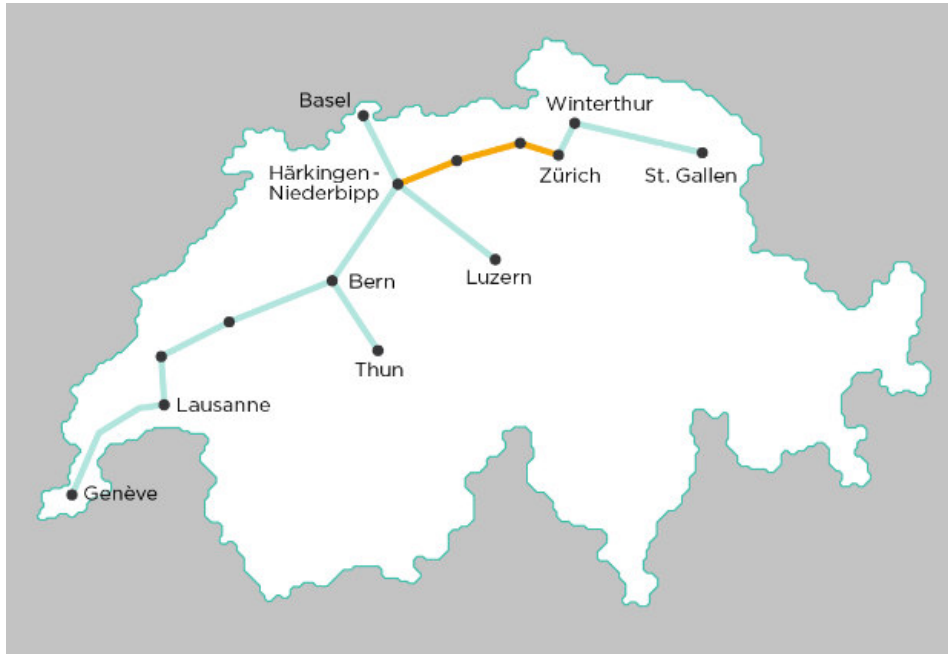 Basel
Winterthur
Härkingen-
Niederbipp
Zürich
St. Gallen
Luzern
Bern
Thun
Lausanne
Genève